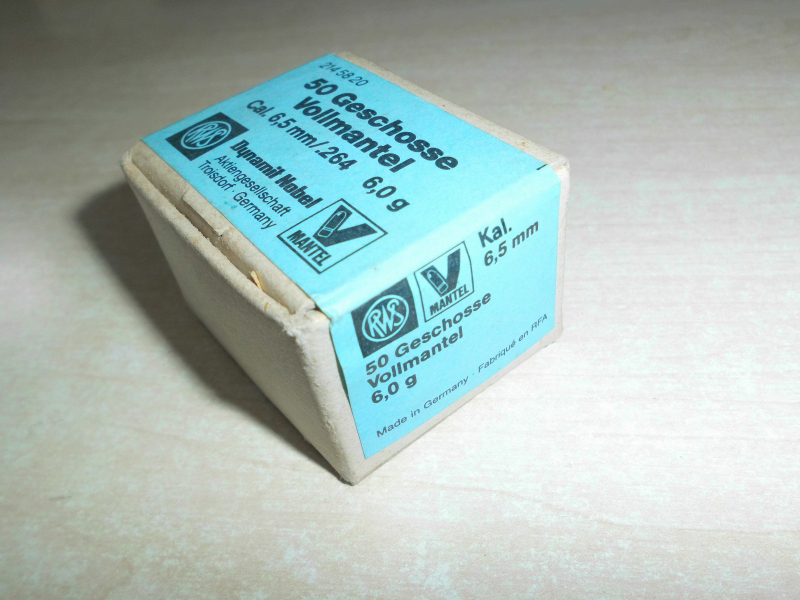 214 58 20
50 Geschosse
Vollmantel
Cal. 6,5 mm/.264 6,0 g
RWS
Dynamit Nobel
Aktiengesellschaft
Troisdorf · Germany
V
MANTEL
RWS
V
MANTEL
Kal.
6,5 mm
50 Geschosse
Vollmantel
6,0 g
Made in Germany · Fabriqué en RFA